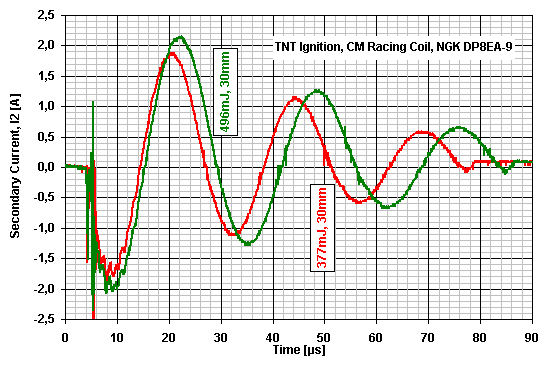 TNT Ignition, CM Racing Coil, NGK DP8EA-9
Secondary Current, I2 [A]
2,5
2,0
1,5
1,0
0,5
0,0
-0,5
-1,0
-1,5
-2,0
-2,5
496mJ, 30mm
377mJ, 30mm
0 10 20 30 40 50 60 70 80 90
Time [µs]